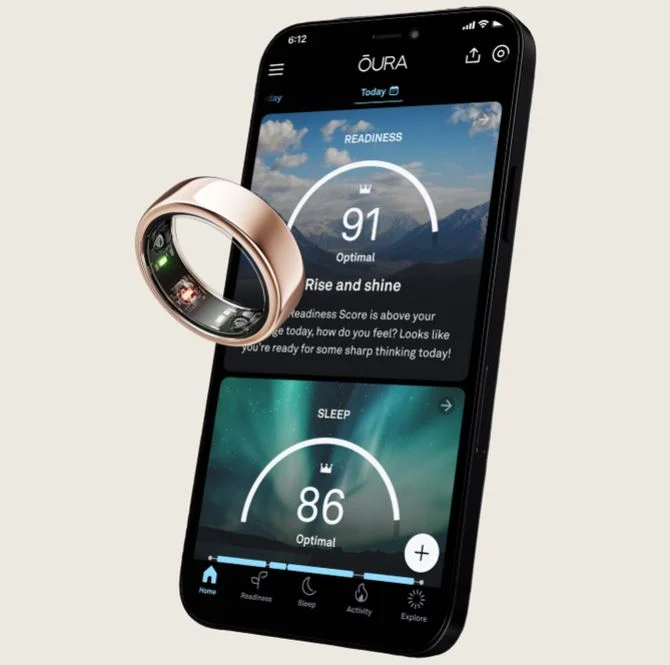 6:12
ŌURA
day
Today
READINESS
91
Optimal
Rise and shine
Readiness Score is above your
ge today, how do you feel? Looks like
you're ready for some sharp thinking today!
SLEEP
86
Optimal
+
Home
Readiness
Sleep
Activity
Explore